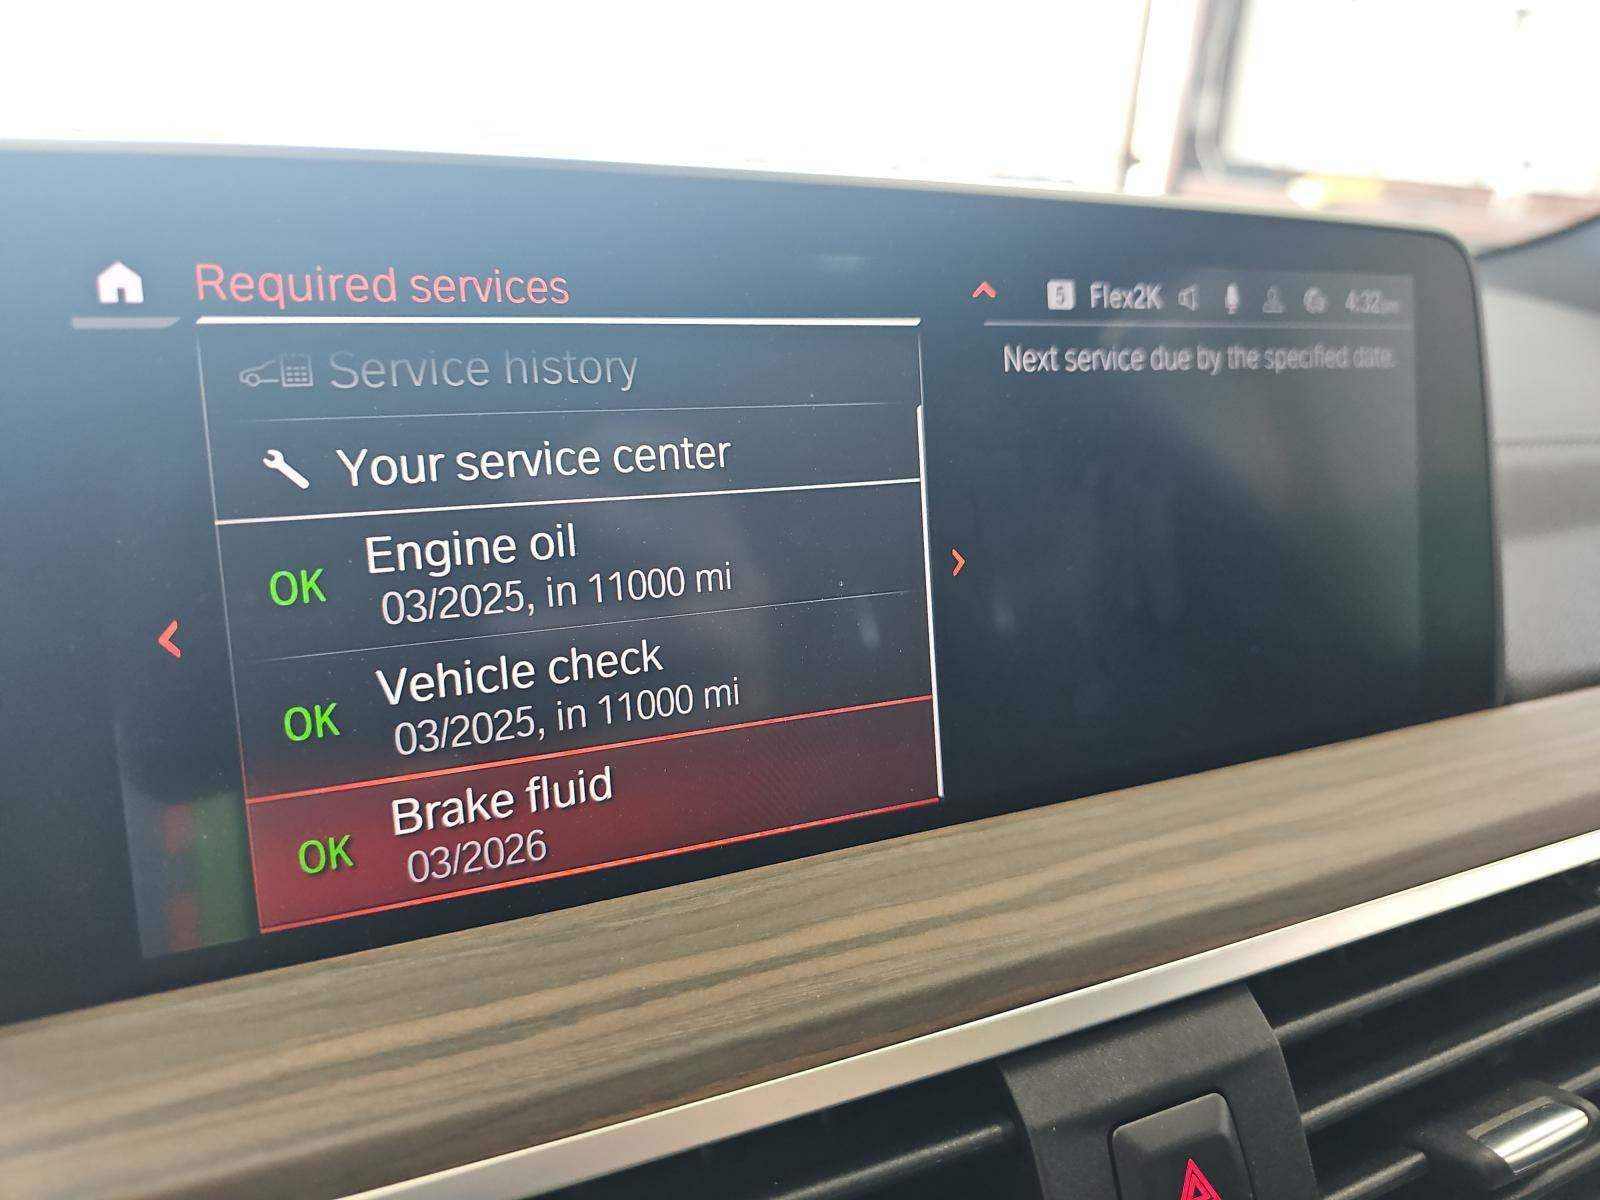 Required services
5 Flex2K 4:32
Next service due by the specified date.
Service history
Your service center
OK Engine oil
03/2025, in 11000 mi
OK Vehicle check
03/2025, in 11000 mi
OK Brake fluid
03/2026